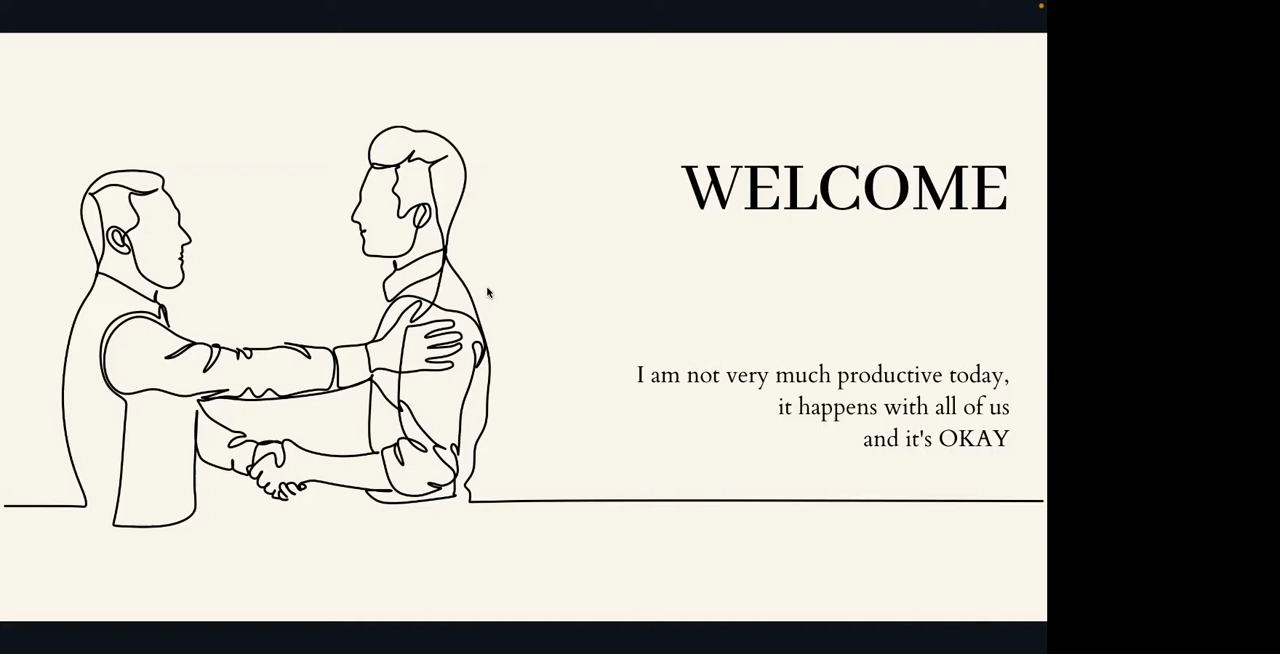 WELCOME
I am not very much productive today,
it happens with all of us
and it's OKAY